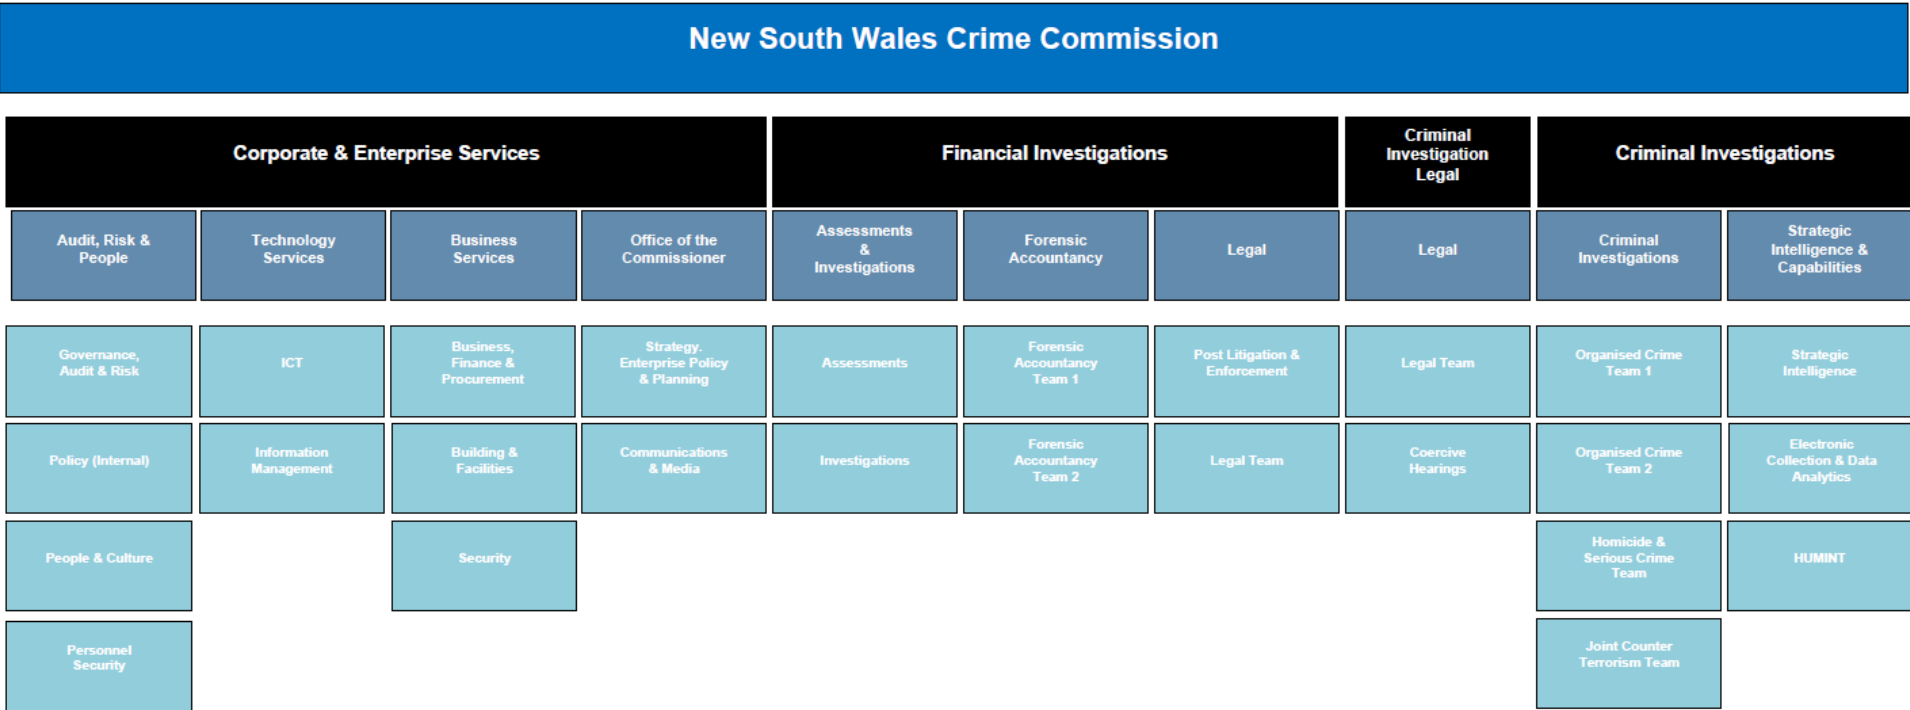 New South Wales Crime Commission
Corporate & Enterprise Services
Financial Investigations
Criminal
Investigation
Legal
Criminal Investigations
Audit, Risk &
People
Technology
Services
Business
Services
Office of the
Commissioner
Assessments
&
Investigations
Forensic
Accountancy
Legal
Legal
Criminal
Investigations
Strategic
Intelligence &
Capabilities
Governance,
Audit & Risk
ICT
Business,
Finance &
Procurement
Strategy.
Enterprise Policy
& Planning
Assessments
Forensic
Accountancy
Team 1
Post Litigation &
Enforcement
Legal Team
Organised Crime
Team 1
Strategic
Intelligence
Policy (Internal)
Information
Management
Building &
Facilities
Communications
& Media
Investigations
Forensic
Accountancy
Team 2
Legal Team
Coercive
Hearings
Organised Crime
Team 2
Electronic
Collection & Data
Analytics
People & Culture
Security
Homicide &
Serious Crime
Team
HUMINT
Personnel
Security
Joint Counter
Terrorism Team